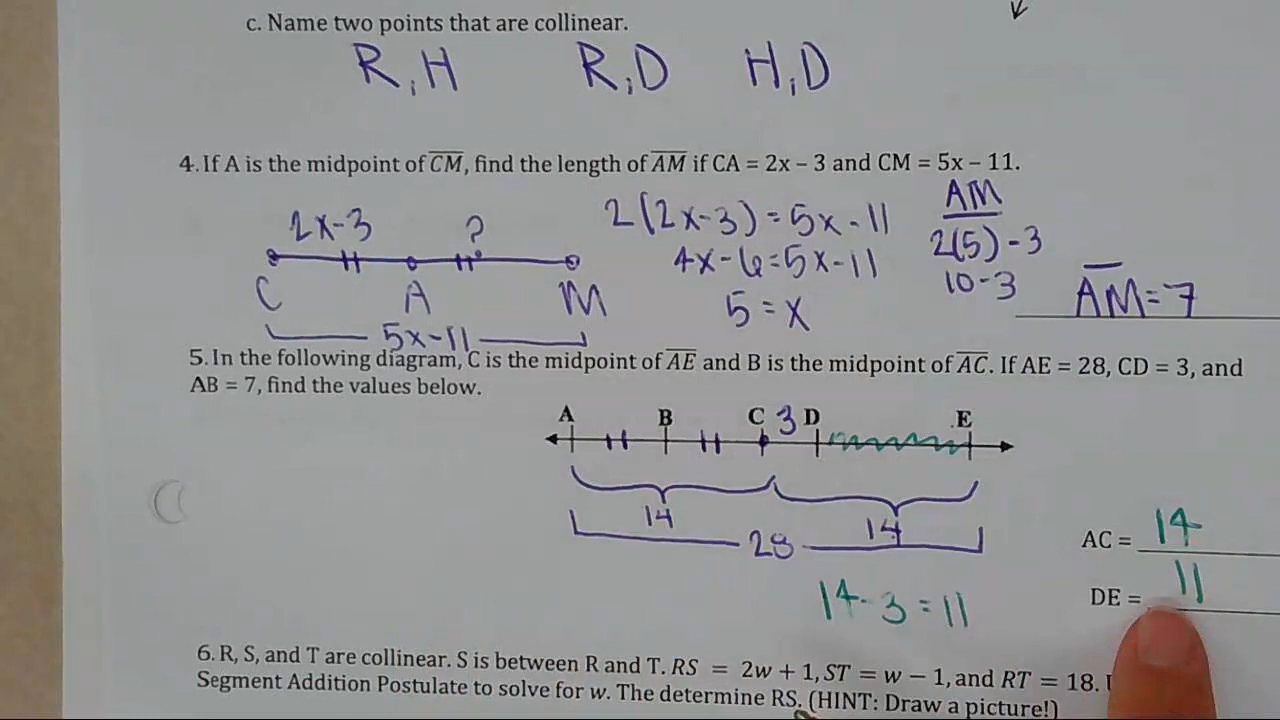 c. Name two points that are collinear.
R, H R, D H, D
4. If A is the midpoint of CM, find the length of AM if CA = 2x – 3 and CM = 5x – 11.
2x-3 ? 2(2x-3) = 5x-11 AM
4x-6=5x-11 2(5)-3
C A M 5 = x 10-3 AM=7
5x-11
5. In the following diagram, C is the midpoint of AE and B is the midpoint of AC. If AE = 28, CD = 3, and
AB = 7, find the values below.
A B C 3 D E
14 14
28
AC = 14
14-3=11 DE = 11
6. R, S, and T are collinear. S is between R and T. RS = 2w + 1, ST = w − 1, and RT = 18.
Segment Addition Postulate to solve for w. The determine RS. (HINT: Draw a picture!)